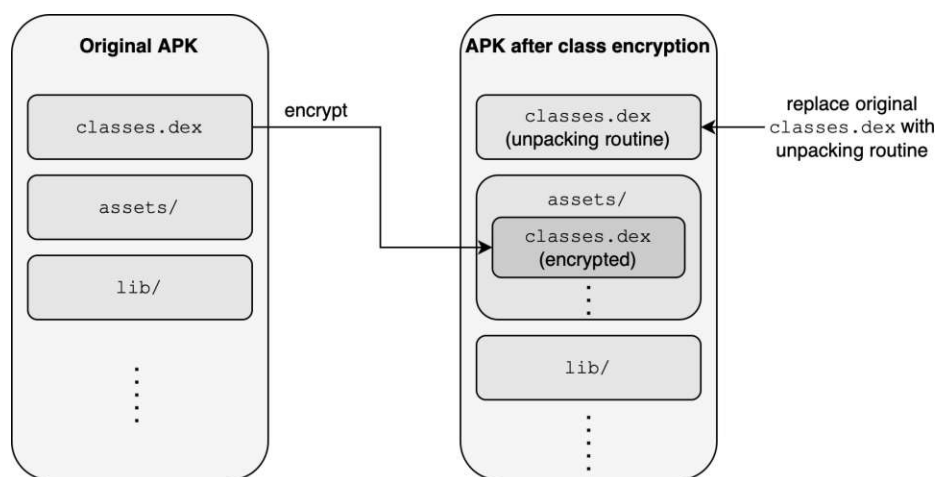 Original APK
classes.dex
assets/
lib/
encrypt
APK after class encryption
classes.dex
(unpacking routine)
assets/
classes.dex
(encrypted)
lib/
replace original
classes.dex with
unpacking routine